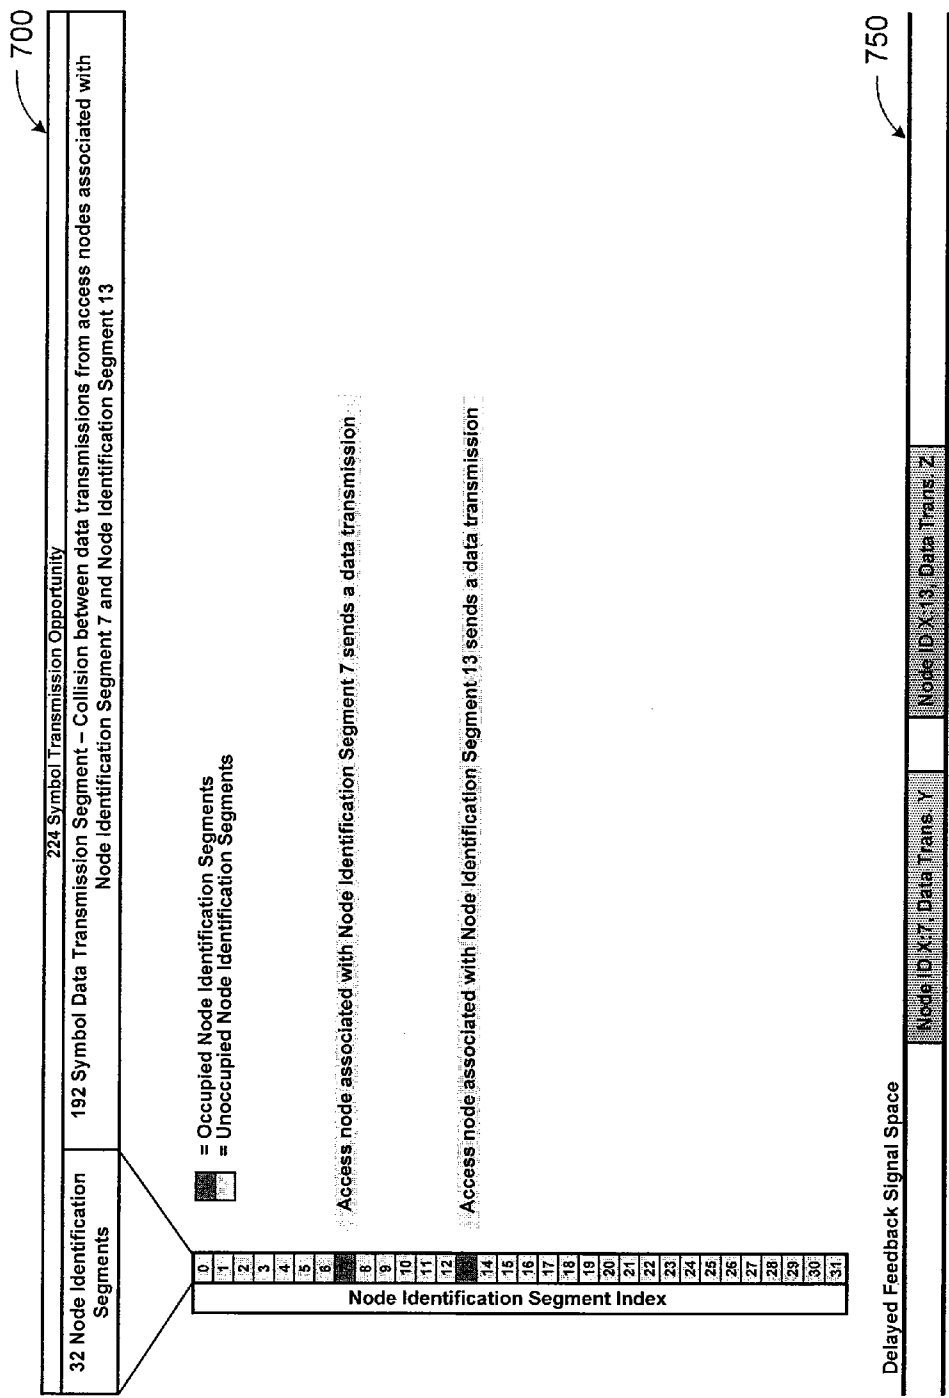 700
224 Symbol Transmission Opportunity
32 Node Identification
Segments
192 Symbol Data Transmission Segment – Collision between data transmissions from access nodes associated with
Node Identification Segment 7 and Node Identification Segment 13
= Occupied Node Identification Segments
= Unoccupied Node Identification Segments
Node Identification Segment Index
0
1
2
3
4
5
6
7
8
9
10
11
12
13
14
15
16
17
18
19
20
21
22
23
24
25
26
27
28
29
30
31
Access node associated with Node Identification Segment 7 sends a data transmission
Access node associated with Node Identification Segment 13 sends a data transmission
Delayed Feedback Signal Space
750
Node ID X:7, Data Trans. Y
Node ID X:13, Data Trans. Z